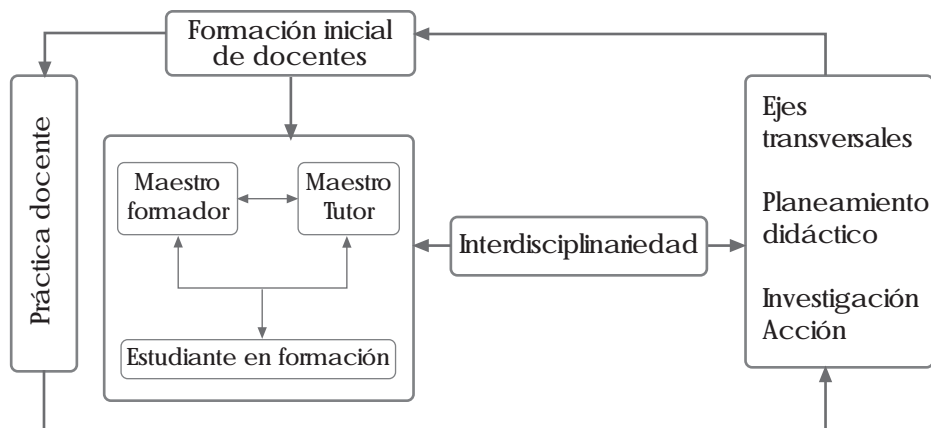 Formación inicial
de docentes
Práctica docente
Maestro
formador
Maestro
Tutor
Estudiante en formación
Interdisciplinariedad
Ejes
transversales
Planeamiento
didáctico
Investigación
Acción